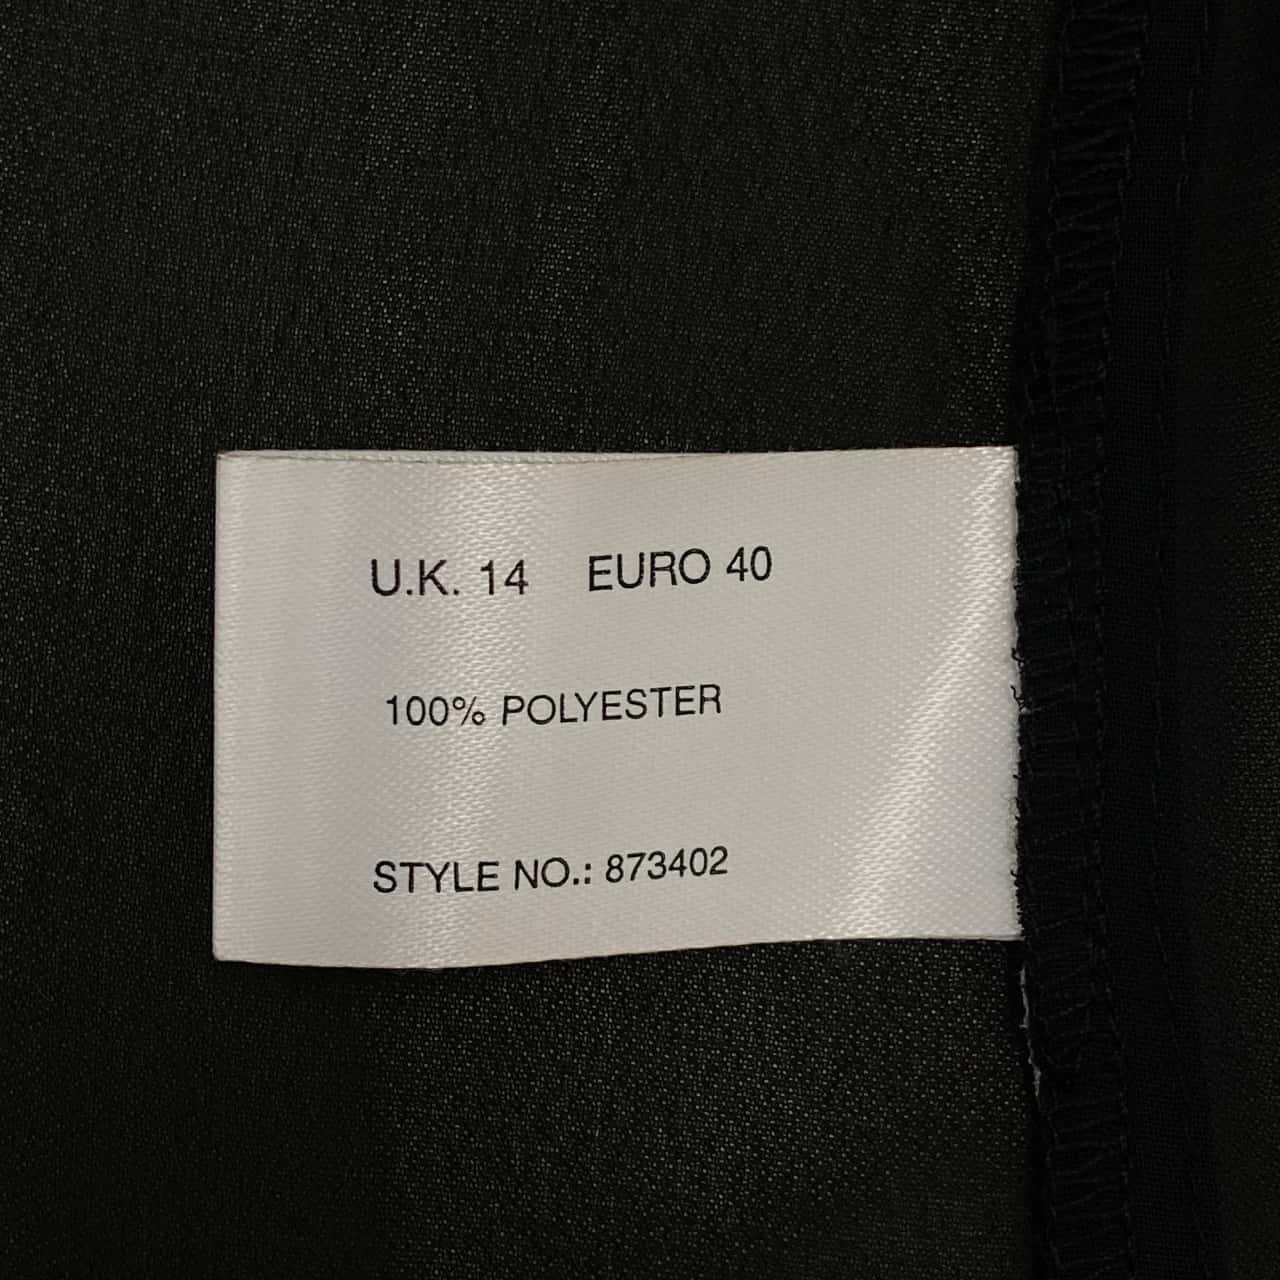 U.K. 14 EURO 40
100% POLYESTER
STYLE NO.: 873402